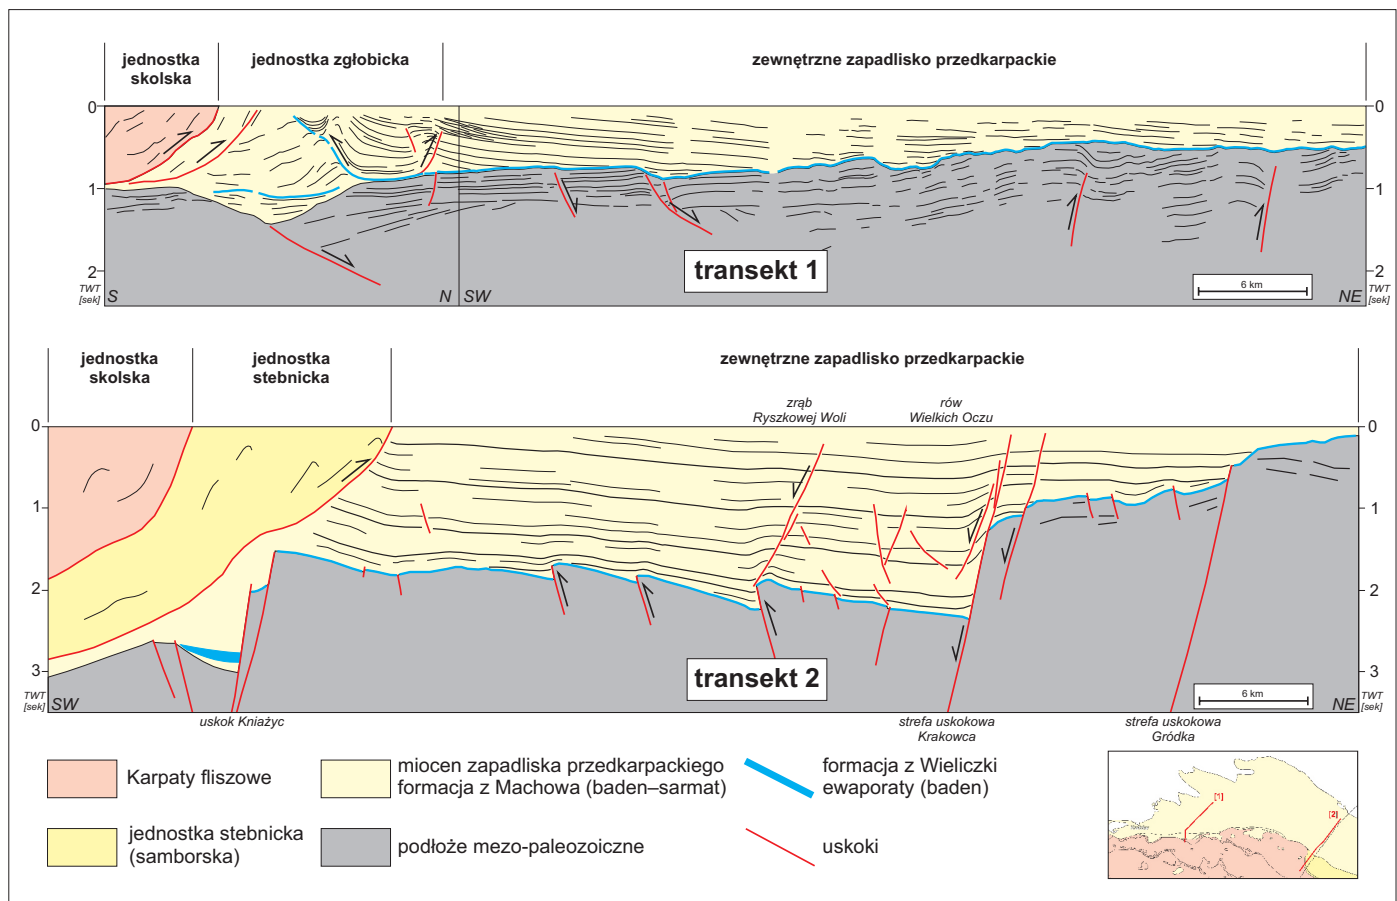 jednostka
skolska
jednostka zgłobicka
zewnętrzne zapadlisko przedkarpackie
0
0
1
1
2
2
TWT
[sek]
TWT
[sek]
S
N
SW
NE
transekt 1
6 km
jednostka
skolska
jednostka
stebnicka
zewnętrzne zapadlisko przedkarpackie
zrąb
Ryszkowej Woli
rów
Wielkich Oczu
0
0
1
1
2
2
3
3
TWT
[sek]
TWT
[sek]
SW
NE
transekt 2
6 km
uskok Kniażyc
strefa uskokowa
Krakowca
strefa uskokowa
Gródka
Karpaty fliszowe
miocen zapadliska przedkarpackiego
formacja z Machowa (baden–sarmat)
formacja z Wieliczki
ewaporaty (baden)
jednostka stebnicka
(samborska)
podłoże mezo-paleozoiczne
uskoki
[1]
[2]